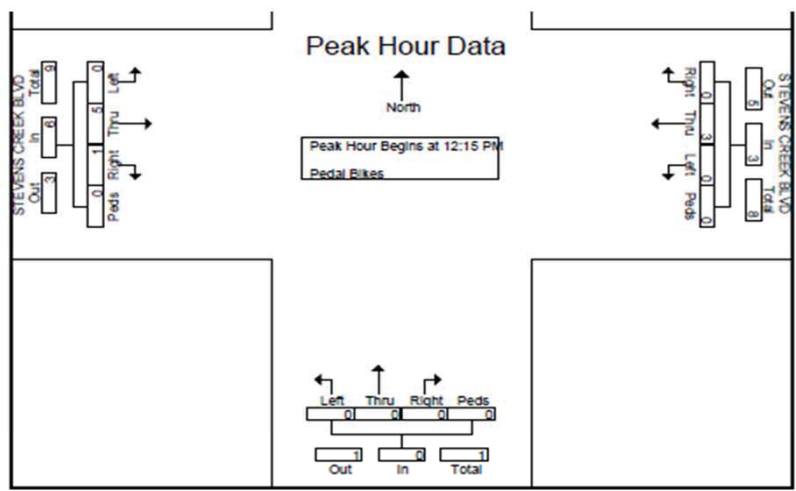 Peak Hour Data
North
Peak Hour Begins at 12:15 PM
Pedal Bikes
STEVENS CREEK BLVD
Out In Total
3 6 9
0 1 5 0
Peds Right Thru Left
STEVENS CREEK BLVD
Out In Total
5 3 8
0 3 0 0
Right Thru Left Peds
Left Thru Right Peds
0 0 0 0
1 0 1
Out In Total